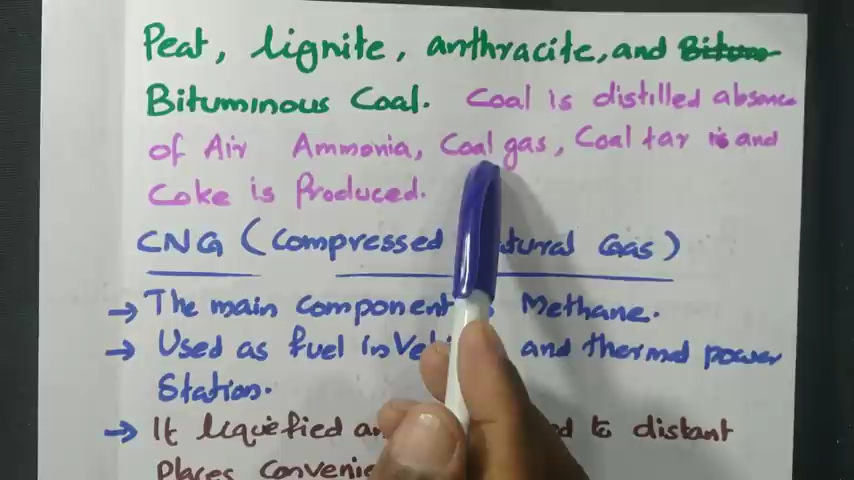 Peat, lignite, anthracite, and
Bituminous Coal. Coal is distilled absence
of Air Ammonia, Coal gas, Coal tar and
Coke is Produced.
CNG (Compressed Gas)
→ The main component Methane.
→ Used as fuel in and thermal power
Station.
→ It liquefied to distant
Places